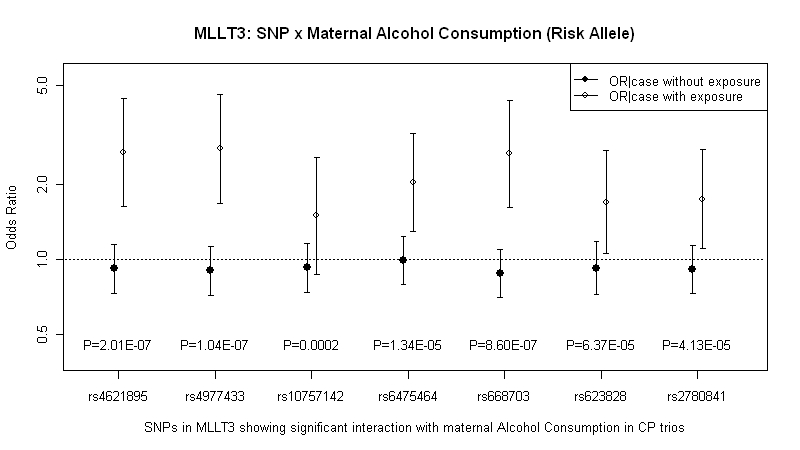 MLLT3: SNP x Maternal Alcohol Consumption (Risk Allele)
OR|case without exposure
OR|case with exposure
Odds Ratio
5.0
2.0
1.0
0.5
P=2.01E-07 P=1.04E-07 P=0.0002 P=1.34E-05 P=8.60E-07 P=6.37E-05 P=4.13E-05
rs4621895 rs4977433 rs10757142 rs6475464 rs668703 rs623828 rs2780841
SNPs in MLLT3 showing significant interaction with maternal Alcohol Consumption in CP trios